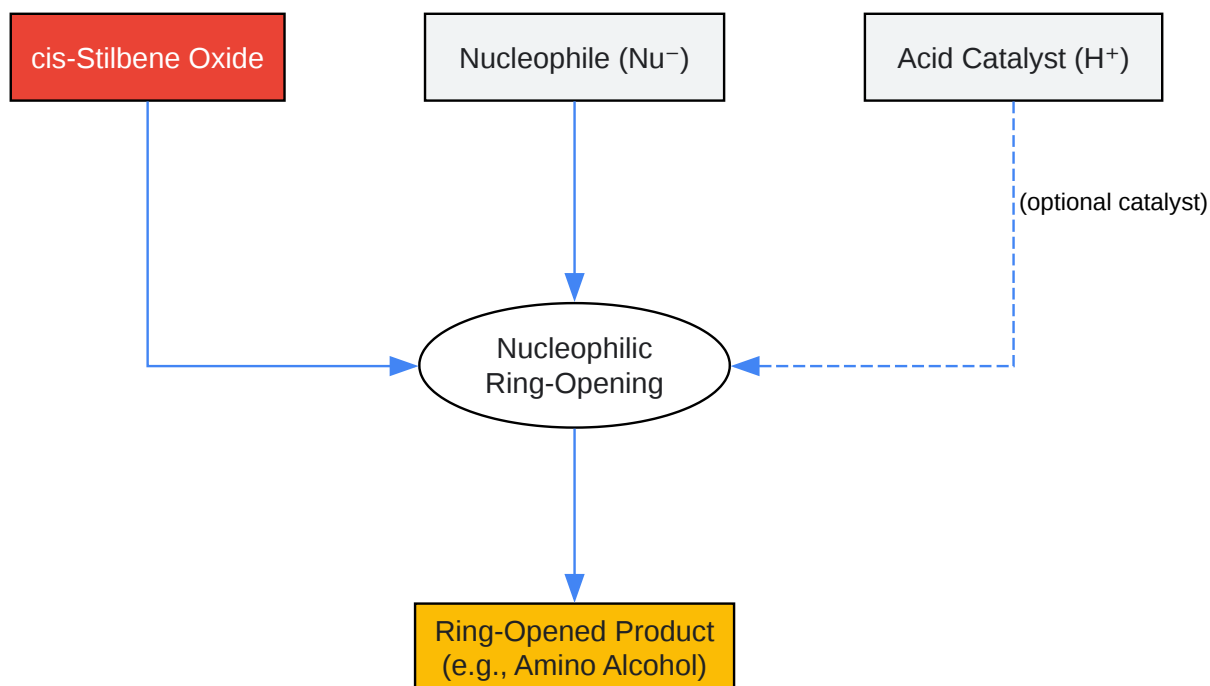 cis-Stilbene Oxide
Nucleophile (Nu⁻)
Acid Catalyst (H⁺)
(optional catalyst)
Nucleophilic
Ring-Opening
Ring-Opened Product
(e.g., Amino Alcohol)